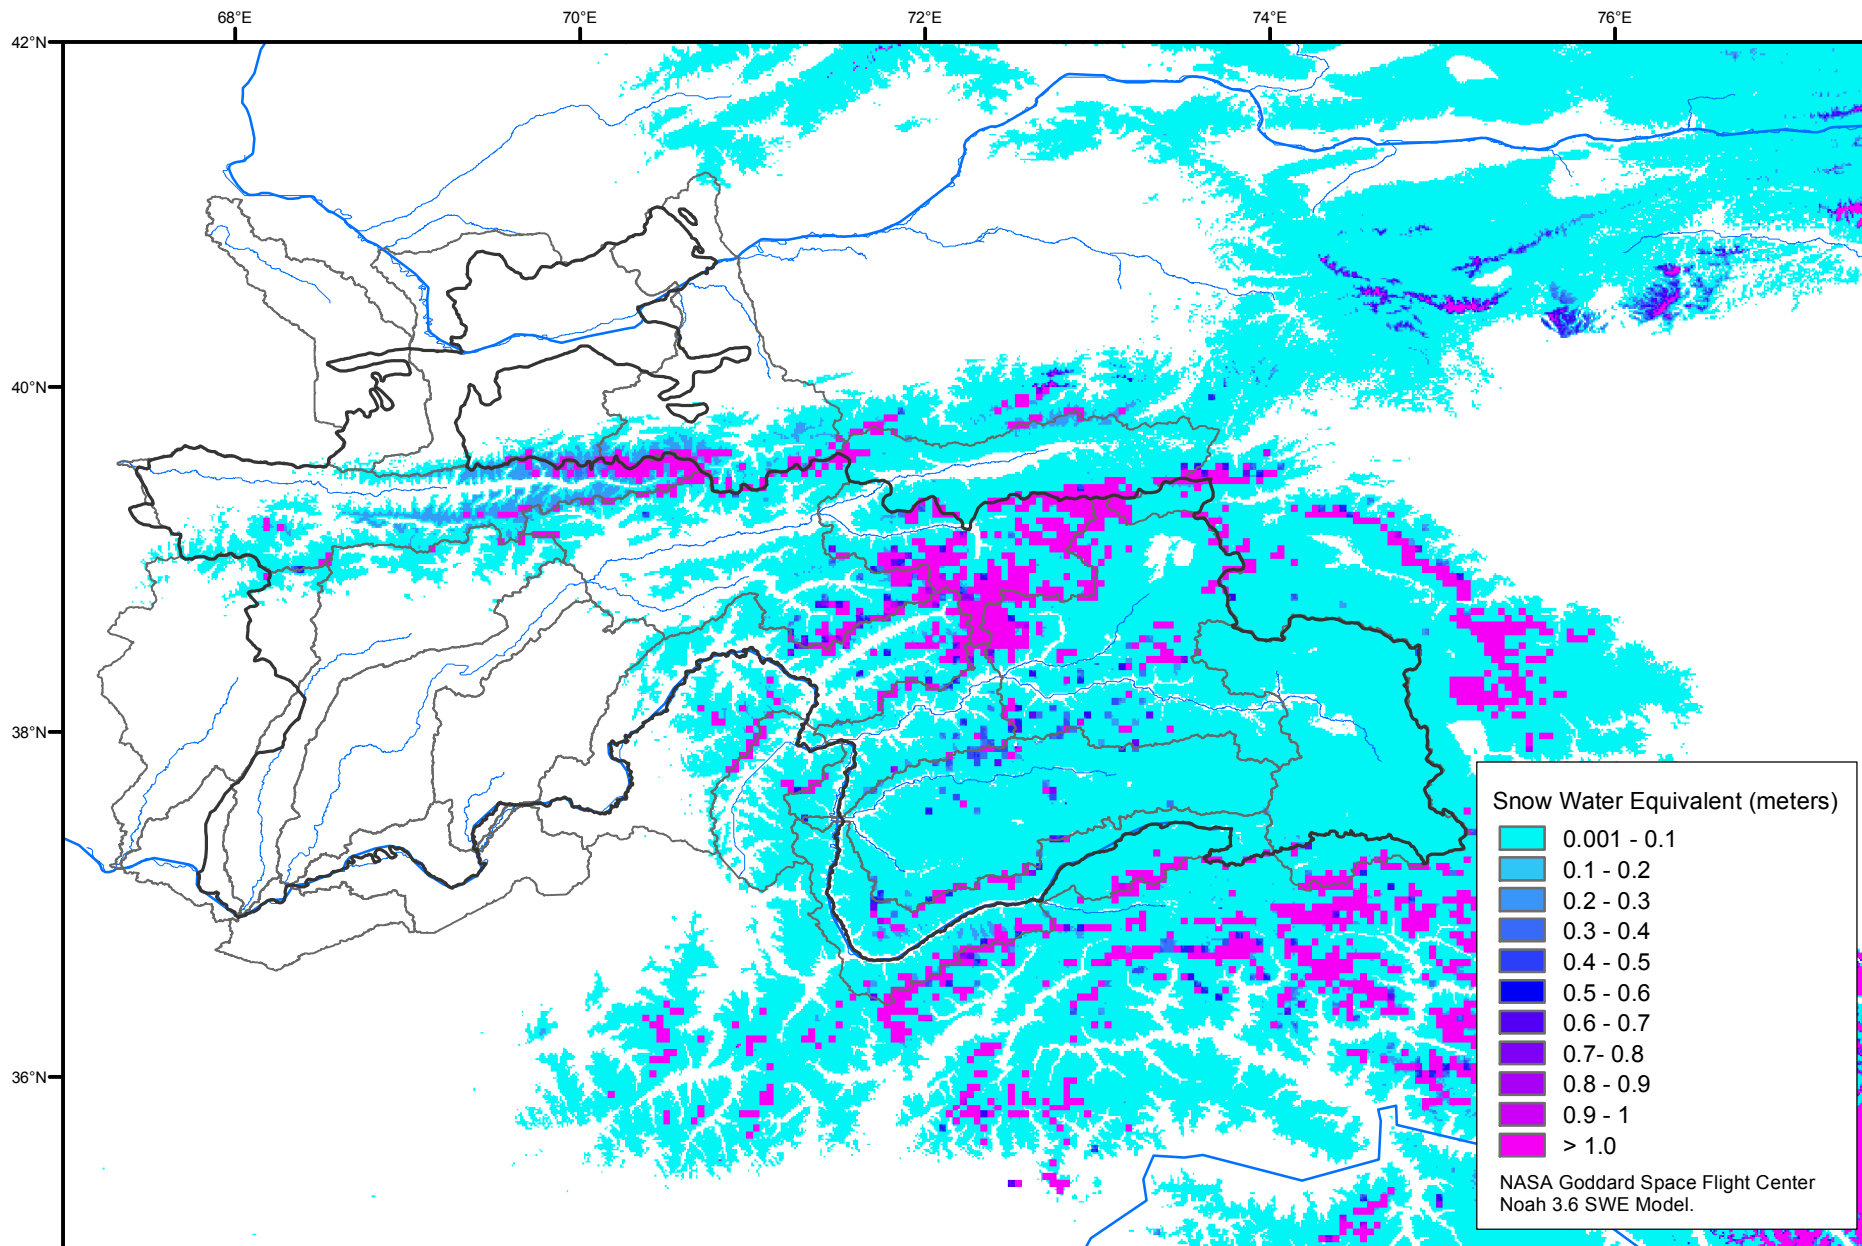 68°E 70°E 72°E 74°E 76°E
42°N
40°N
38°N
36°N
Snow Water Equivalent (meters)
0.001 - 0.1
0.1 - 0.2
0.2 - 0.3
0.3 - 0.4
0.4 - 0.5
0.5 - 0.6
0.6 - 0.7
0.7- 0.8
0.8 - 0.9
0.9 - 1
> 1.0
NASA Goddard Space Flight Center
Noah 3.6 SWE Model.